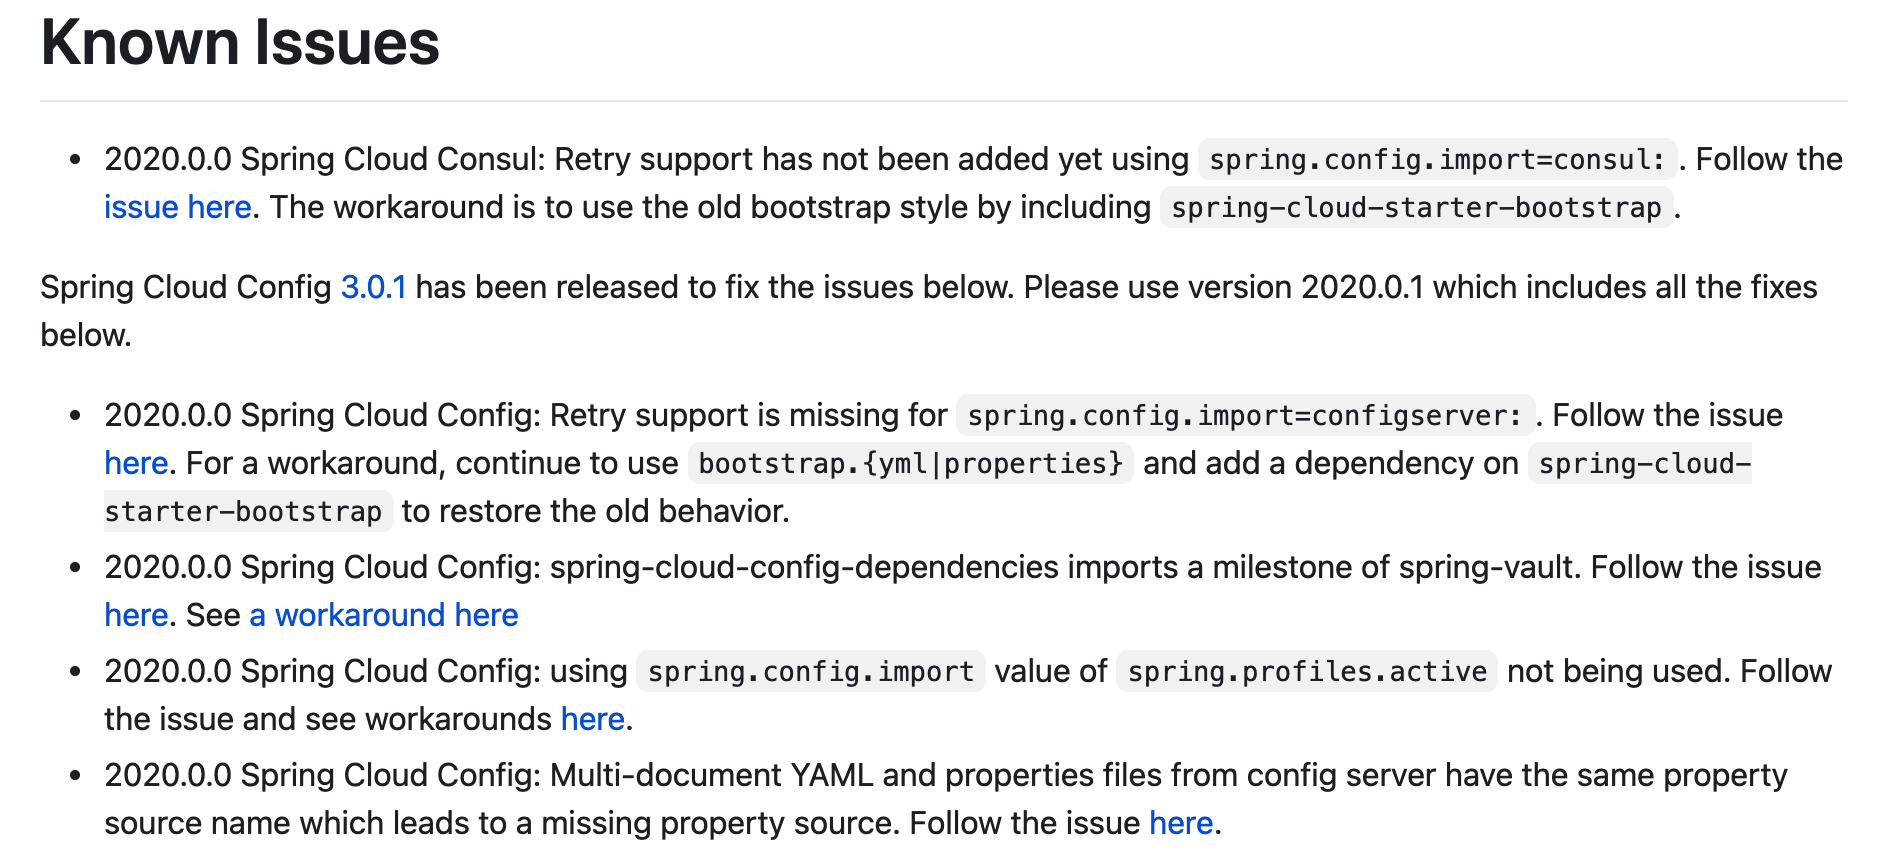 Known Issues
• 2020.0.0 Spring Cloud Consul: Retry support has not been added yet using spring.config.import=consul: . Follow the
issue here. The workaround is to use the old bootstrap style by including spring-cloud-starter-bootstrap .
Spring Cloud Config 3.0.1 has been released to fix the issues below. Please use version 2020.0.1 which includes all the fixes
below.
• 2020.0.0 Spring Cloud Config: Retry support is missing for spring.config.import=configserver: . Follow the issue
here. For a workaround, continue to use bootstrap.{yml|properties} and add a dependency on spring-cloud-
starter-bootstrap to restore the old behavior.
• 2020.0.0 Spring Cloud Config: spring-cloud-config-dependencies imports a milestone of spring-vault. Follow the issue
here. See a workaround here
• 2020.0.0 Spring Cloud Config: using spring.config.import value of spring.profiles.active not being used. Follow
the issue and see workarounds here.
• 2020.0.0 Spring Cloud Config: Multi-document YAML and properties files from config server have the same property
source name which leads to a missing property source. Follow the issue here.